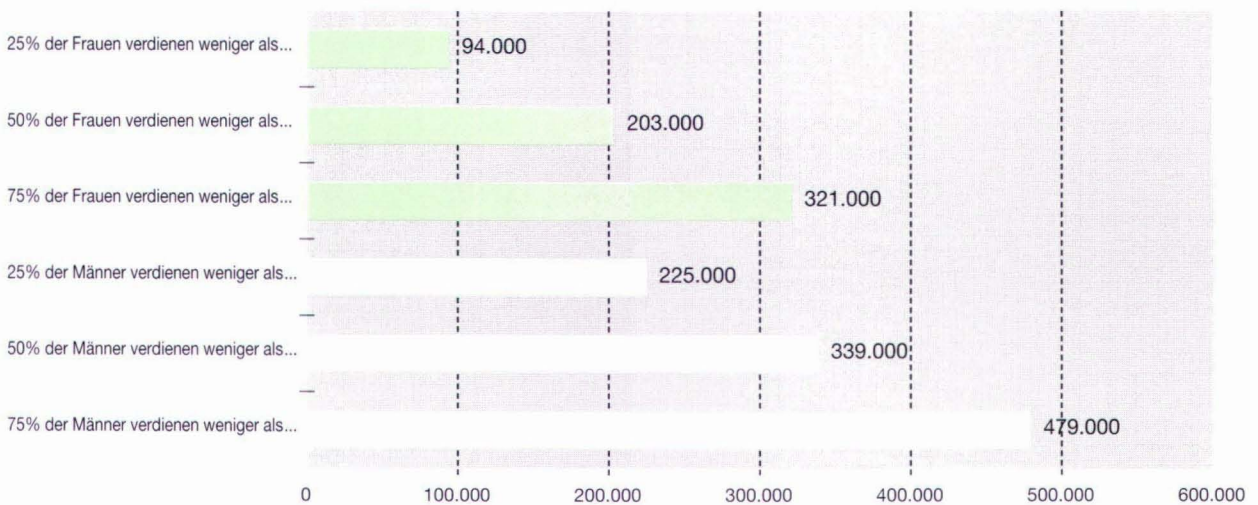 25% der Frauen verdienen weniger als... 94.000
50% der Frauen verdienen weniger als... 203.000
75% der Frauen verdienen weniger als... 321.000
25% der Männer verdienen weniger als... 225.000
50% der Männer verdienen weniger als... 339.000
75% der Männer verdienen weniger als... 479.000
0 100.000 200.000 300.000 400.000 500.000 600.000